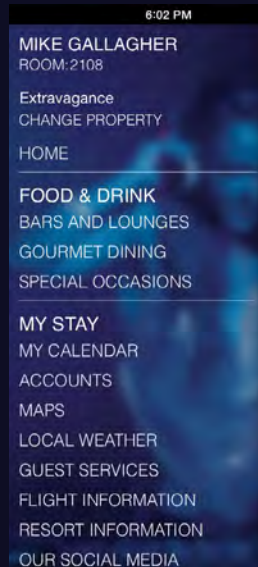 6:02 PM
MIKE GALLAGHER
ROOM:2108
Extravagance
CHANGE PROPERTY
HOME
FOOD & DRINK
BARS AND LOUNGES
GOURMET DINING
SPECIAL OCCASIONS
MY STAY
MY CALENDAR
ACCOUNTS
MAPS
LOCAL WEATHER
GUEST SERVICES
FLIGHT INFORMATION
RESORT INFORMATION
OUR SOCIAL MEDIA